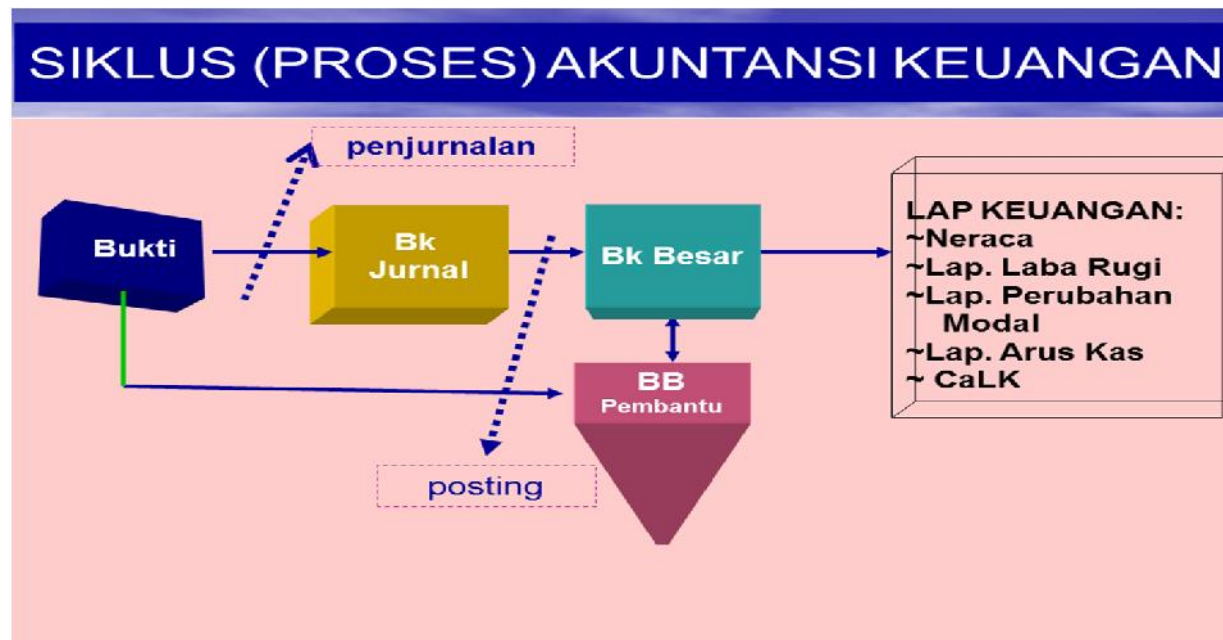 SIKLUS (PROSES) AKUNTANSI KEUANGAN
penjurnalan
Bukti
Bk
Jurnal
Bk Besar
LAP KEUANGAN:
~Neraca
~Lap. Laba Rugi
~Lap. Perubahan
Modal
~Lap. Arus Kas
~ CaLK
BB
Pembantu
posting